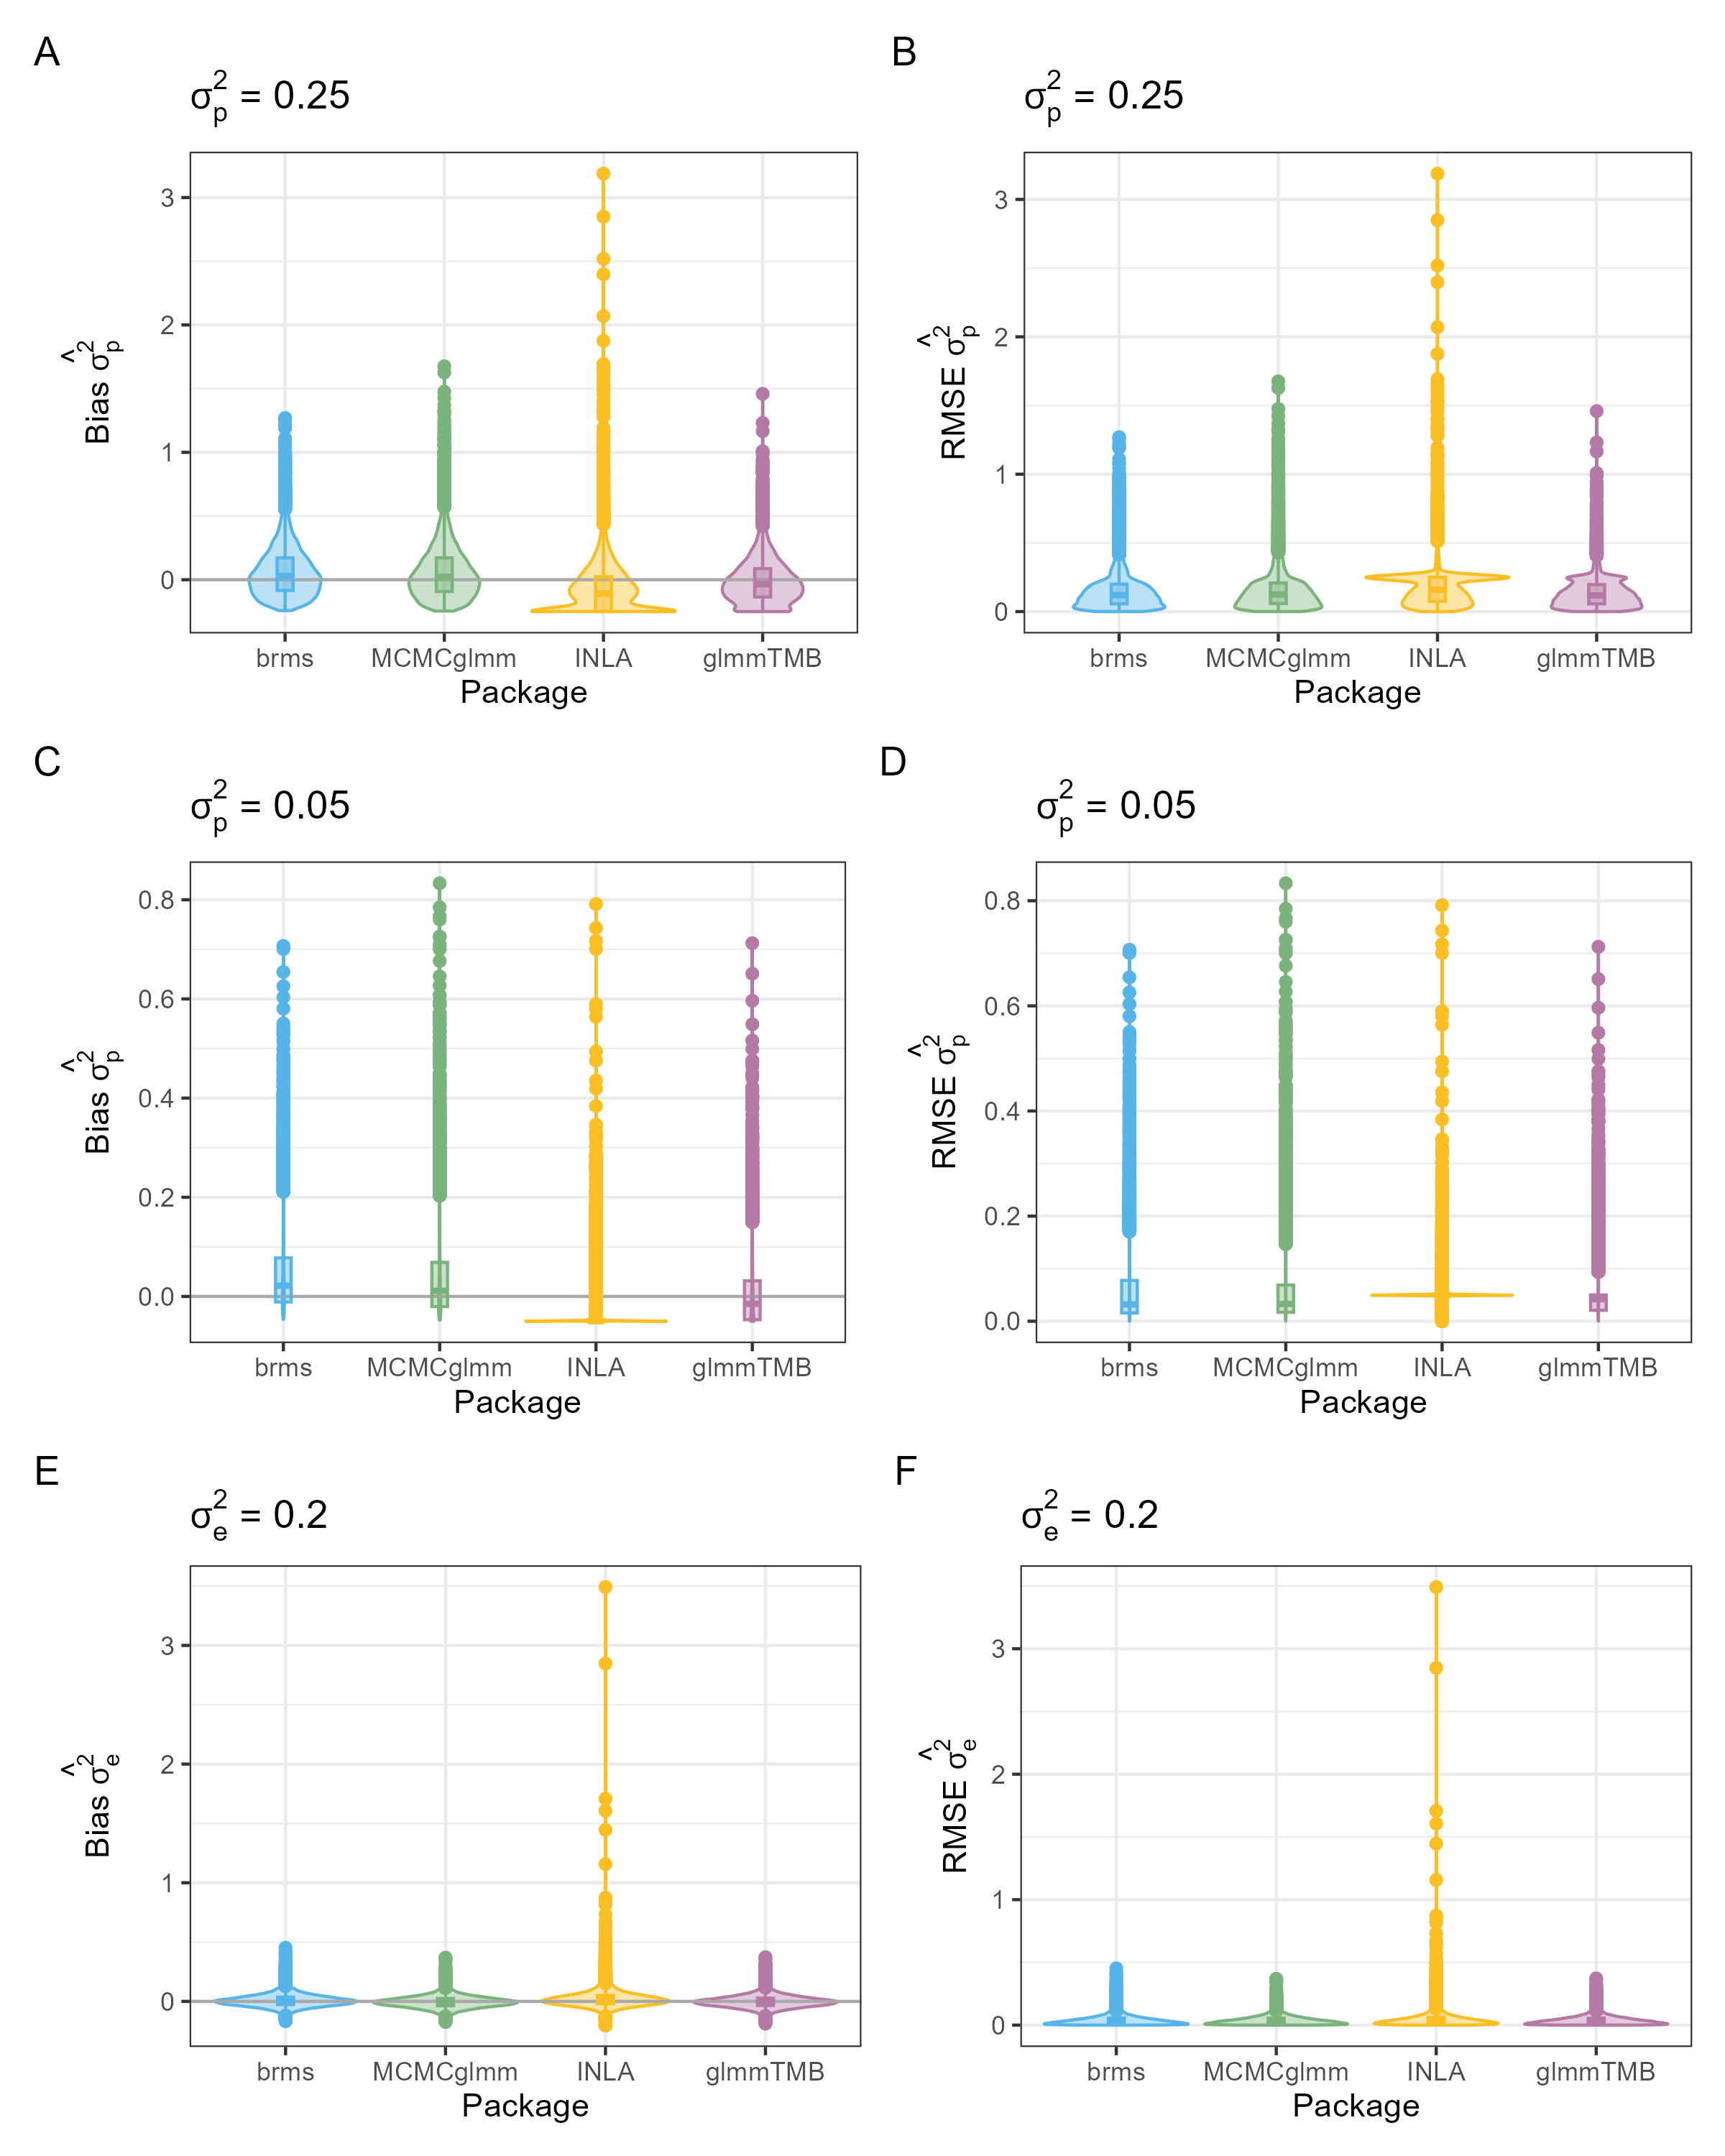 A
σ²ₚ = 0.25
Bias σ̂²ₚ
3
2
1
0
brms MCMCglmm INLA glmmTMB
Package
B
σ²ₚ = 0.25
RMSE σ̂²ₚ
3
2
1
0
brms MCMCglmm INLA glmmTMB
Package
C
σ²ₚ = 0.05
Bias σ̂²ₚ
0.8
0.6
0.4
0.2
0.0
brms MCMCglmm INLA glmmTMB
Package
D
σ²ₚ = 0.05
RMSE σ̂²ₚ
0.8
0.6
0.4
0.2
0.0
brms MCMCglmm INLA glmmTMB
Package
E
σ²ₑ = 0.2
Bias σ̂²ₑ
3
2
1
0
brms MCMCglmm INLA glmmTMB
Package
F
σ²ₑ = 0.2
RMSE σ̂²ₑ
3
2
1
0
brms MCMCglmm INLA glmmTMB
Package